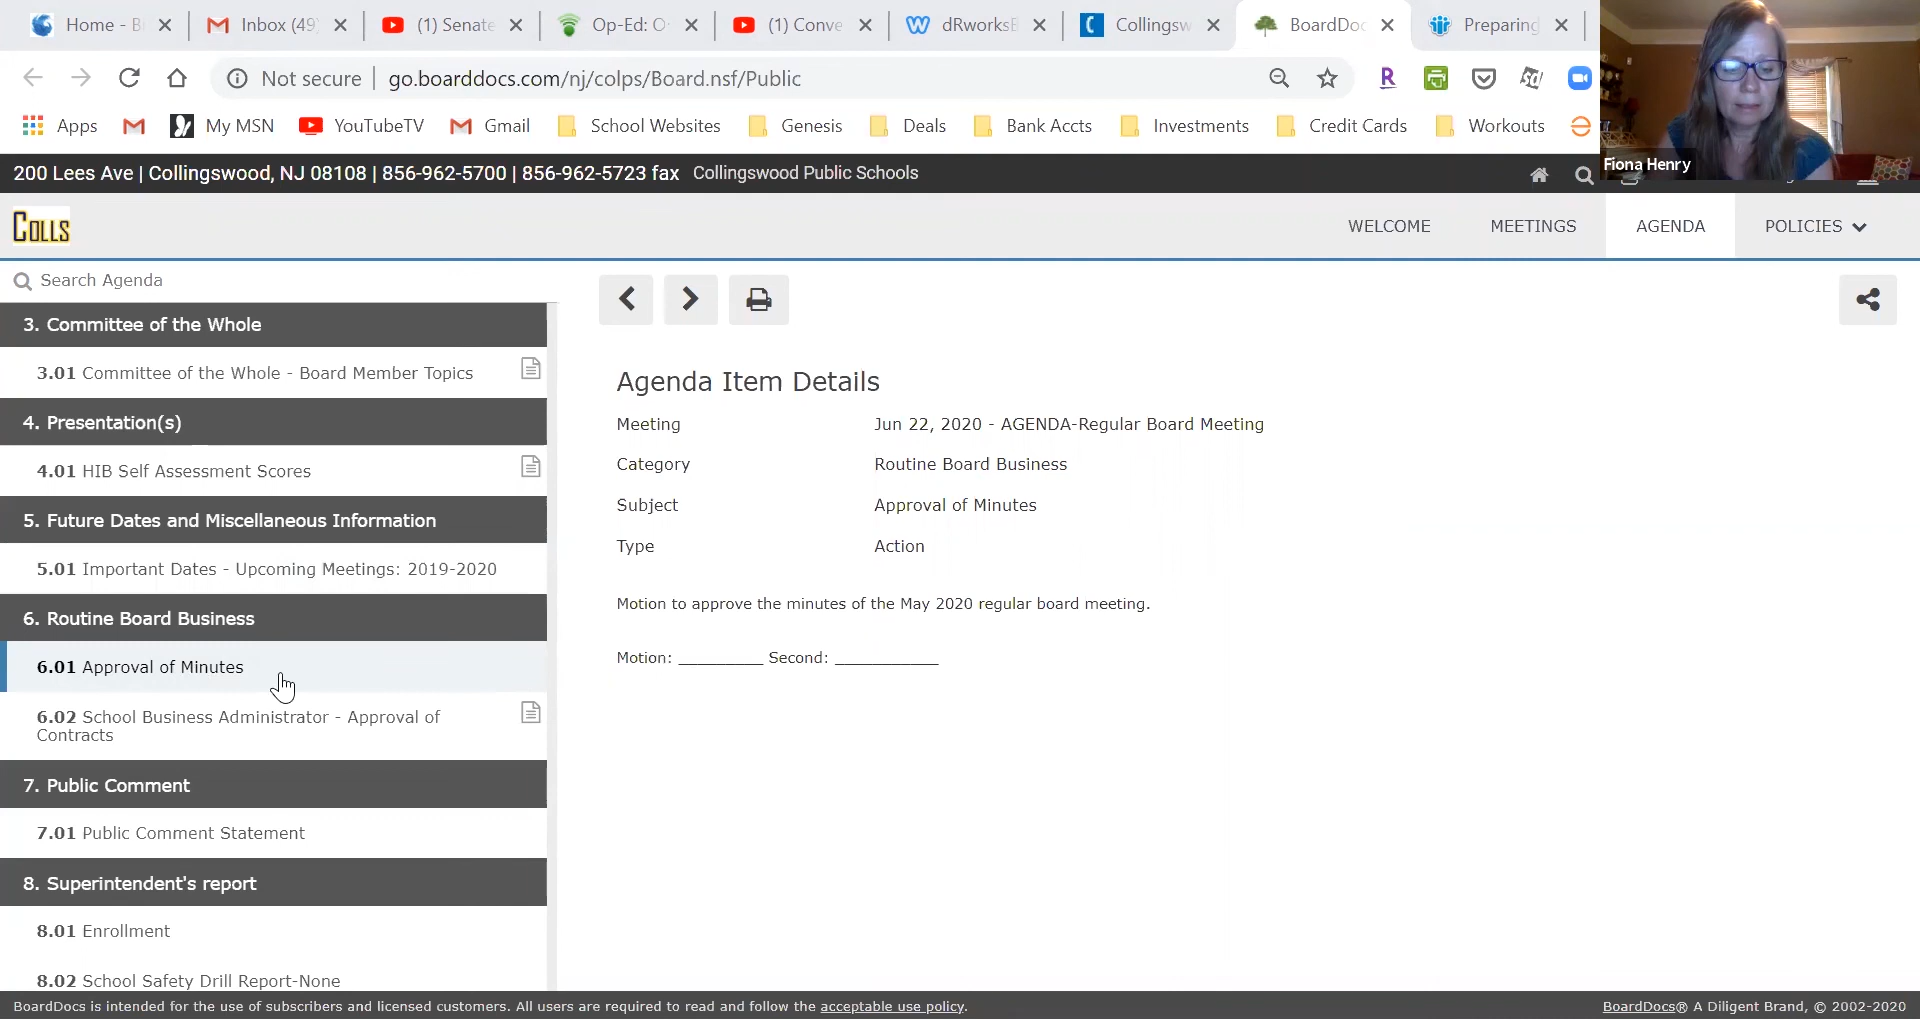 Home - B
Inbox (49)
(1) Senate
Op-Ed: O
(1) Conve
dRworksB
Collingsw
BoardDoc
Preparing
Not secure | go.boarddocs.com/nj/colps/Board.nsf/Public
Apps My MSN YouTubeTV Gmail School Websites Genesis Deals Bank Accts Investments Credit Cards Workouts
Fiona Henry
200 Lees Ave | Collingswood, NJ 08108 | 856-962-5700 | 856-962-5723 fax Collingswood Public Schools
COLLS
WELCOME MEETINGS AGENDA POLICIES
Search Agenda
3. Committee of the Whole
3.01 Committee of the Whole - Board Member Topics
4. Presentation(s)
4.01 HIB Self Assessment Scores
5. Future Dates and Miscellaneous Information
5.01 Important Dates - Upcoming Meetings: 2019-2020
6. Routine Board Business
6.01 Approval of Minutes
6.02 School Business Administrator - Approval of
Contracts
7. Public Comment
7.01 Public Comment Statement
8. Superintendent's report
8.01 Enrollment
8.02 School Safety Drill Report-None
Agenda Item Details
Meeting Jun 22, 2020 - AGENDA-Regular Board Meeting
Category Routine Board Business
Subject Approval of Minutes
Type Action
Motion to approve the minutes of the May 2020 regular board meeting.
Motion: _________ Second: ___________
BoardDocs is intended for the use of subscribers and licensed customers. All users are required to read and follow the acceptable use policy.
BoardDocs® A Diligent Brand, © 2002-2020